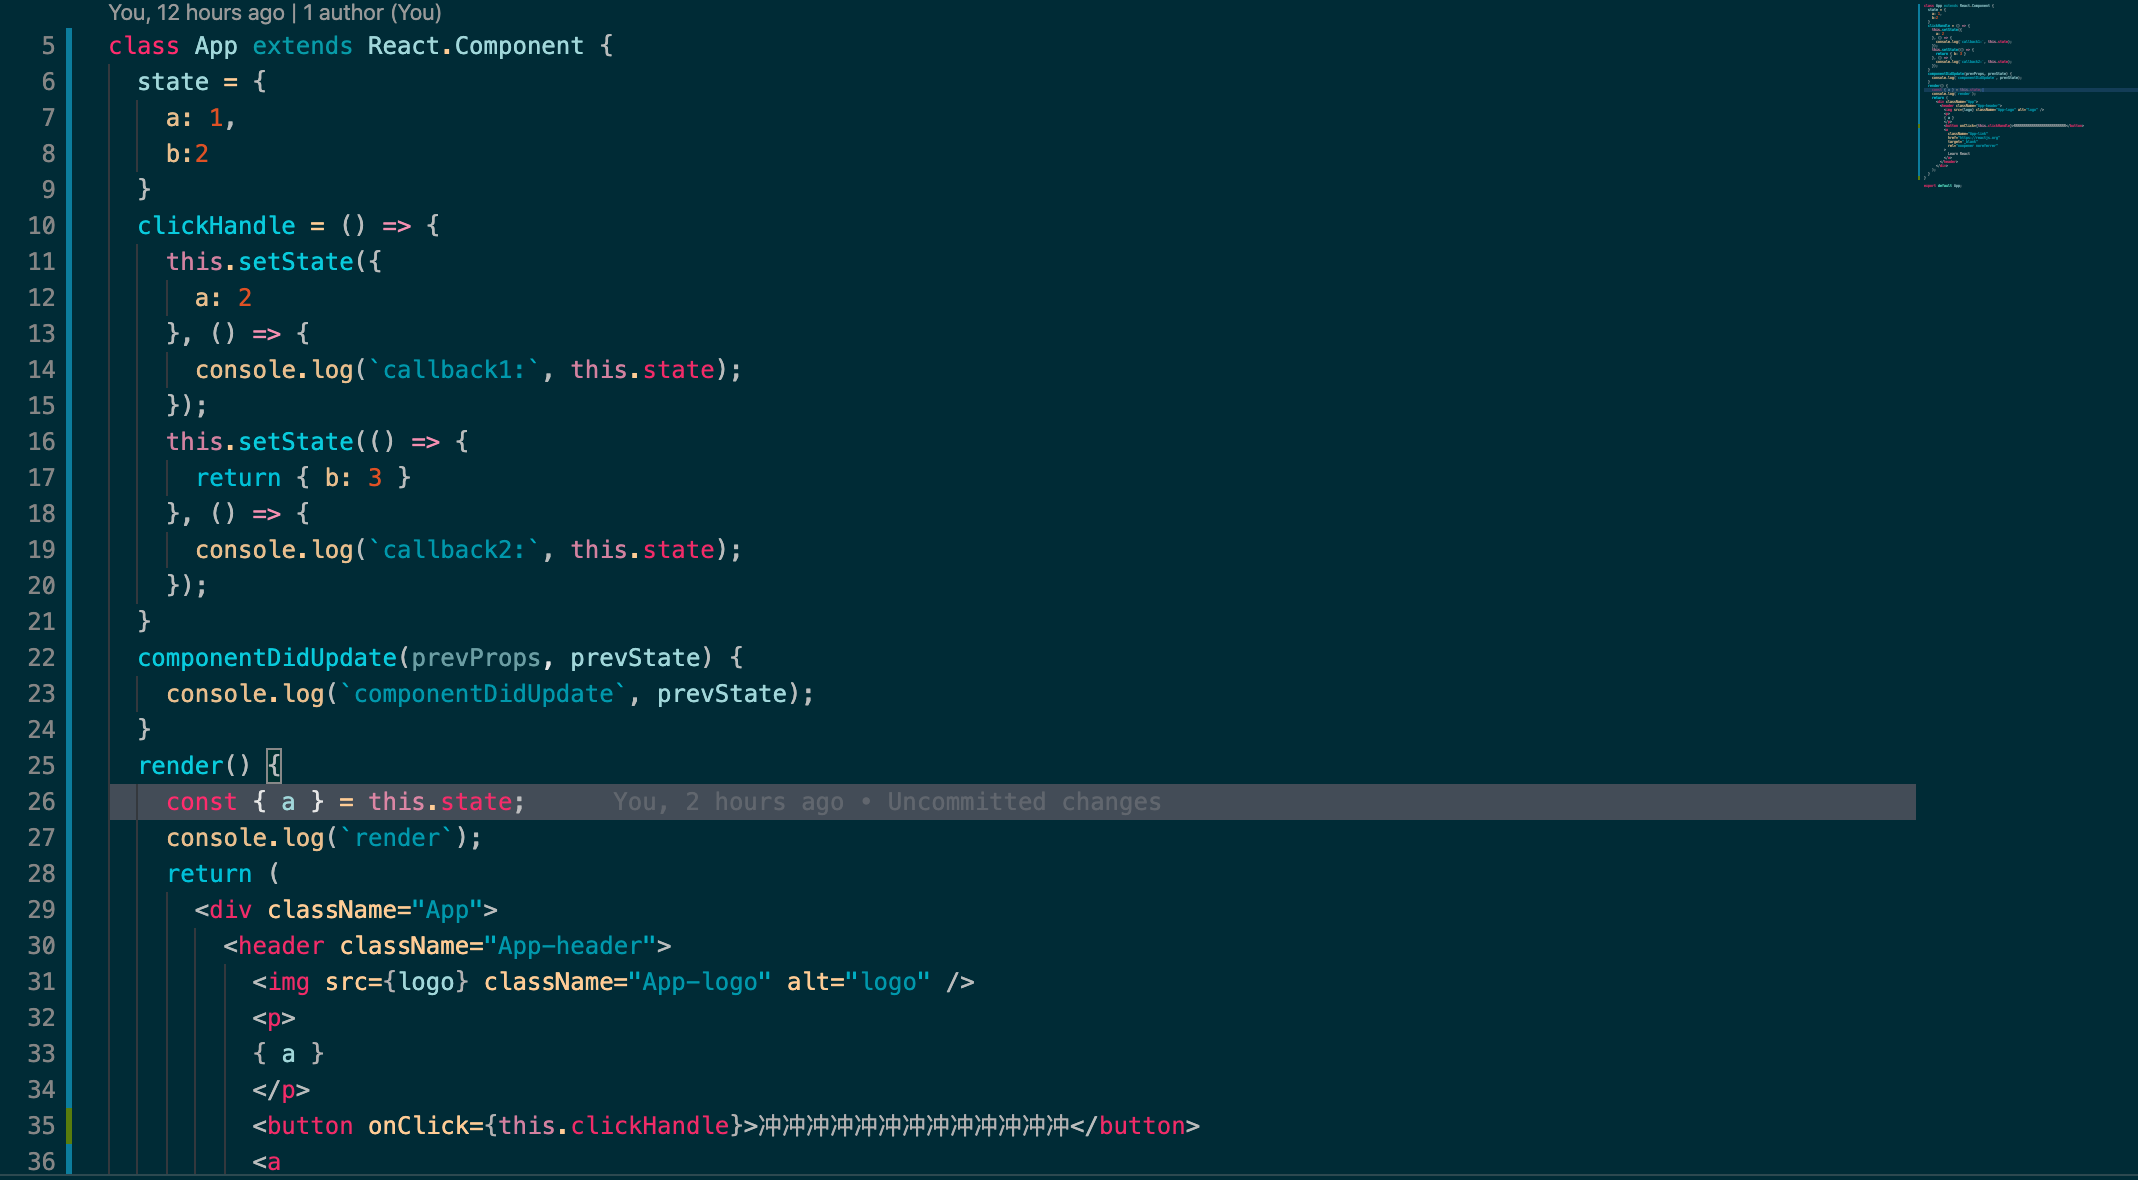 You, 12 hours ago | 1 author (You)
5 class App extends React.Component {
6 state = {
7 a: 1,
8 b:2
9 }
10 clickHandle = () => {
11 this.setState({
12 a: 2
13 }, () => {
14 console.log(`callback1:`, this.state);
15 });
16 this.setState(() => {
17 return { b: 3 }
18 }, () => {
19 console.log(`callback2:`, this.state);
20 });
21 }
22 componentDidUpdate(prevProps, prevState) {
23 console.log(`componentDidUpdate`, prevState);
24 }
25 render() {
26 const { a } = this.state; You, 2 hours ago • Uncommitted changes
27 console.log(`render`);
28 return (
29 <div className="App">
30 <header className="App-header">
31 <img src={logo} className="App-logo" alt="logo" />
32 <p>
33 { a }
34 </p>
35 <button onClick={this.clickHandle}>冲冲冲冲冲冲冲冲冲冲冲冲冲</button>
36 <a